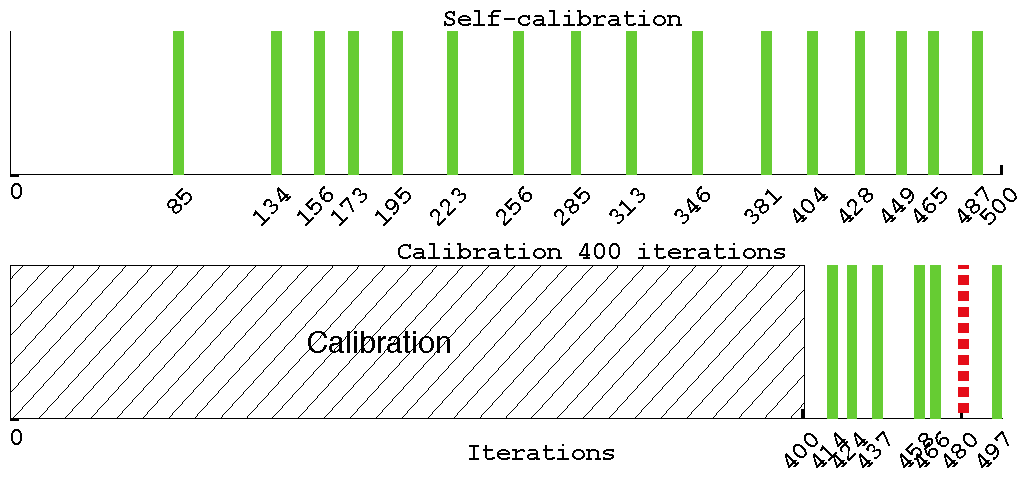 Self-calibration
0 85 134 156 173 195 223 256 285 313 346 381 404 428 449 465 487 500
Calibration 400 iterations
Calibration
0 400 414 424 437 458 466 480 497
Iterations